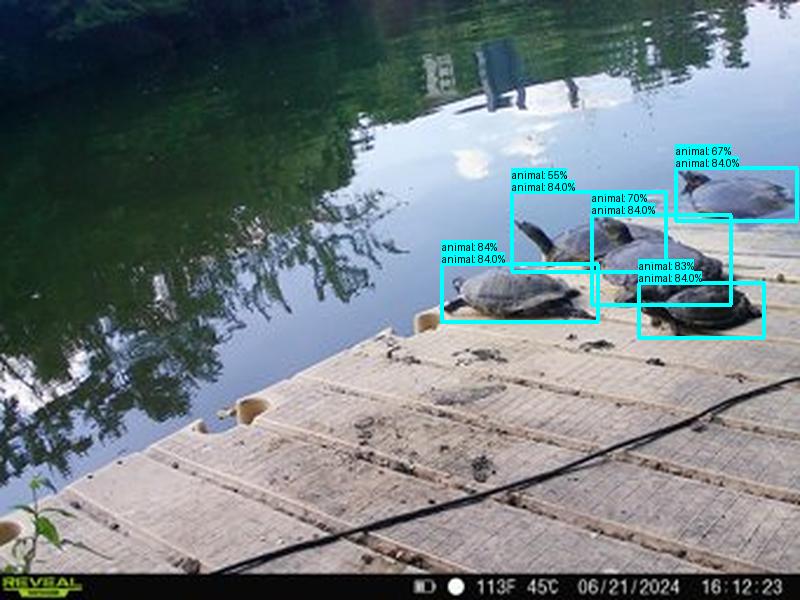 animal: 67%
animal: 84.0%
animal: 55%
animal: 84.0%
animal: 70%
animal: 84.0%
animal: 84%
animal: 84.0%
animal: 83%
animal: 84.0%
REVEAL
113F 45C 06/21/2024 16:12:23